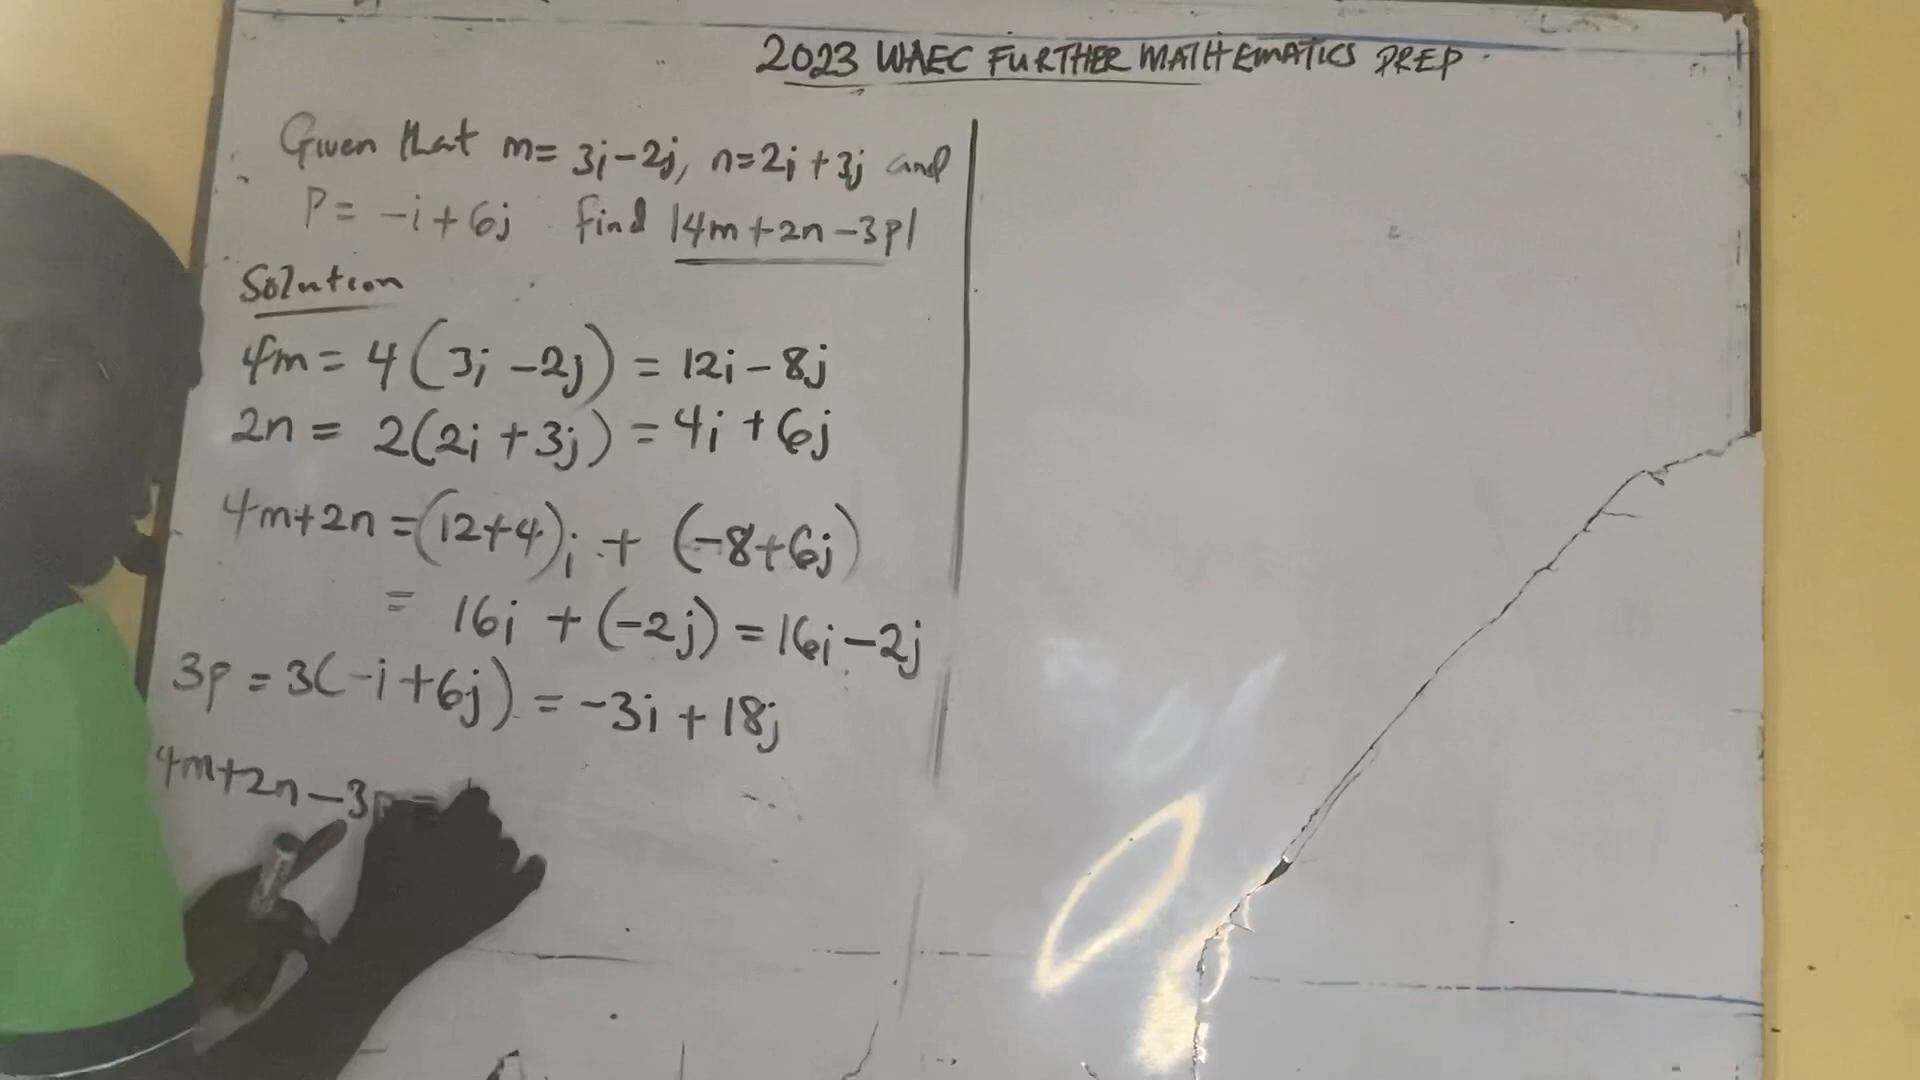 2023 WAEC FURTHER MATHEMATICS PREP
Given that m= 3i-2j, n=2i+3j and
P= -i+6j Find |4m+2n-3p|
Solution
4m = 4(3i -2j) = 12i - 8j
2n = 2(2i +3j) = 4i +6j
4m+2n =(12+4)i + (-8+6j)
= 16i + (-2j) = 16i-2j
3p = 3(-i+6j) = -3i + 18j
4m+2n-3p =